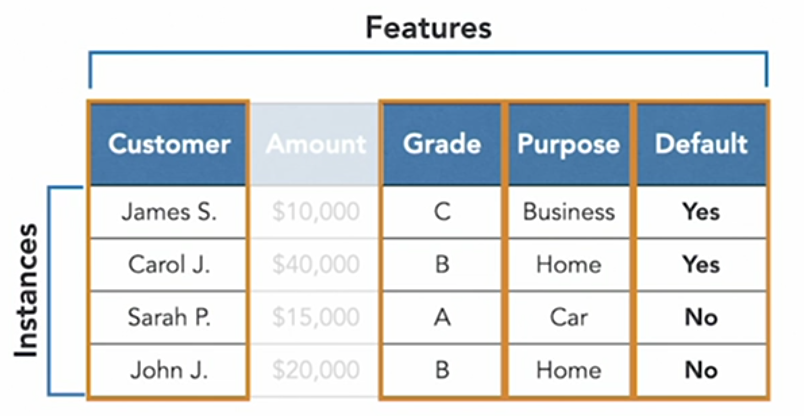 Features
Customer Amount Grade Purpose Default
Instances
James S. $10,000 C Business Yes
Carol J. $40,000 B Home Yes
Sarah P. $15,000 A Car No
John J. $20,000 B Home No